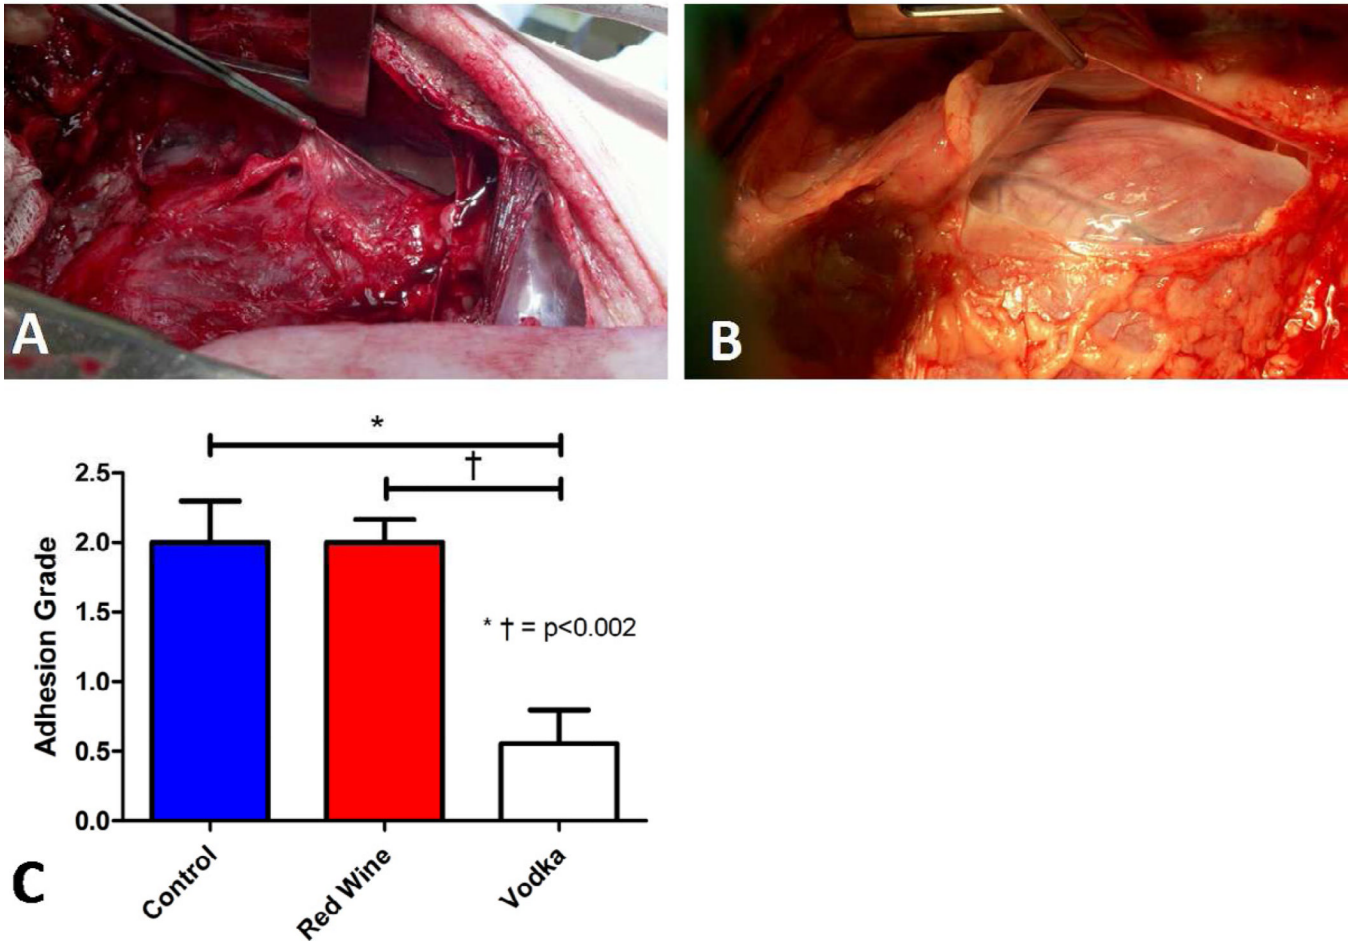 A
B
*
†
2.5
2.0
1.5
1.0
0.5
0.0
Adhesion Grade
* † = p<0.002
Control
Red Wine
Vodka
C